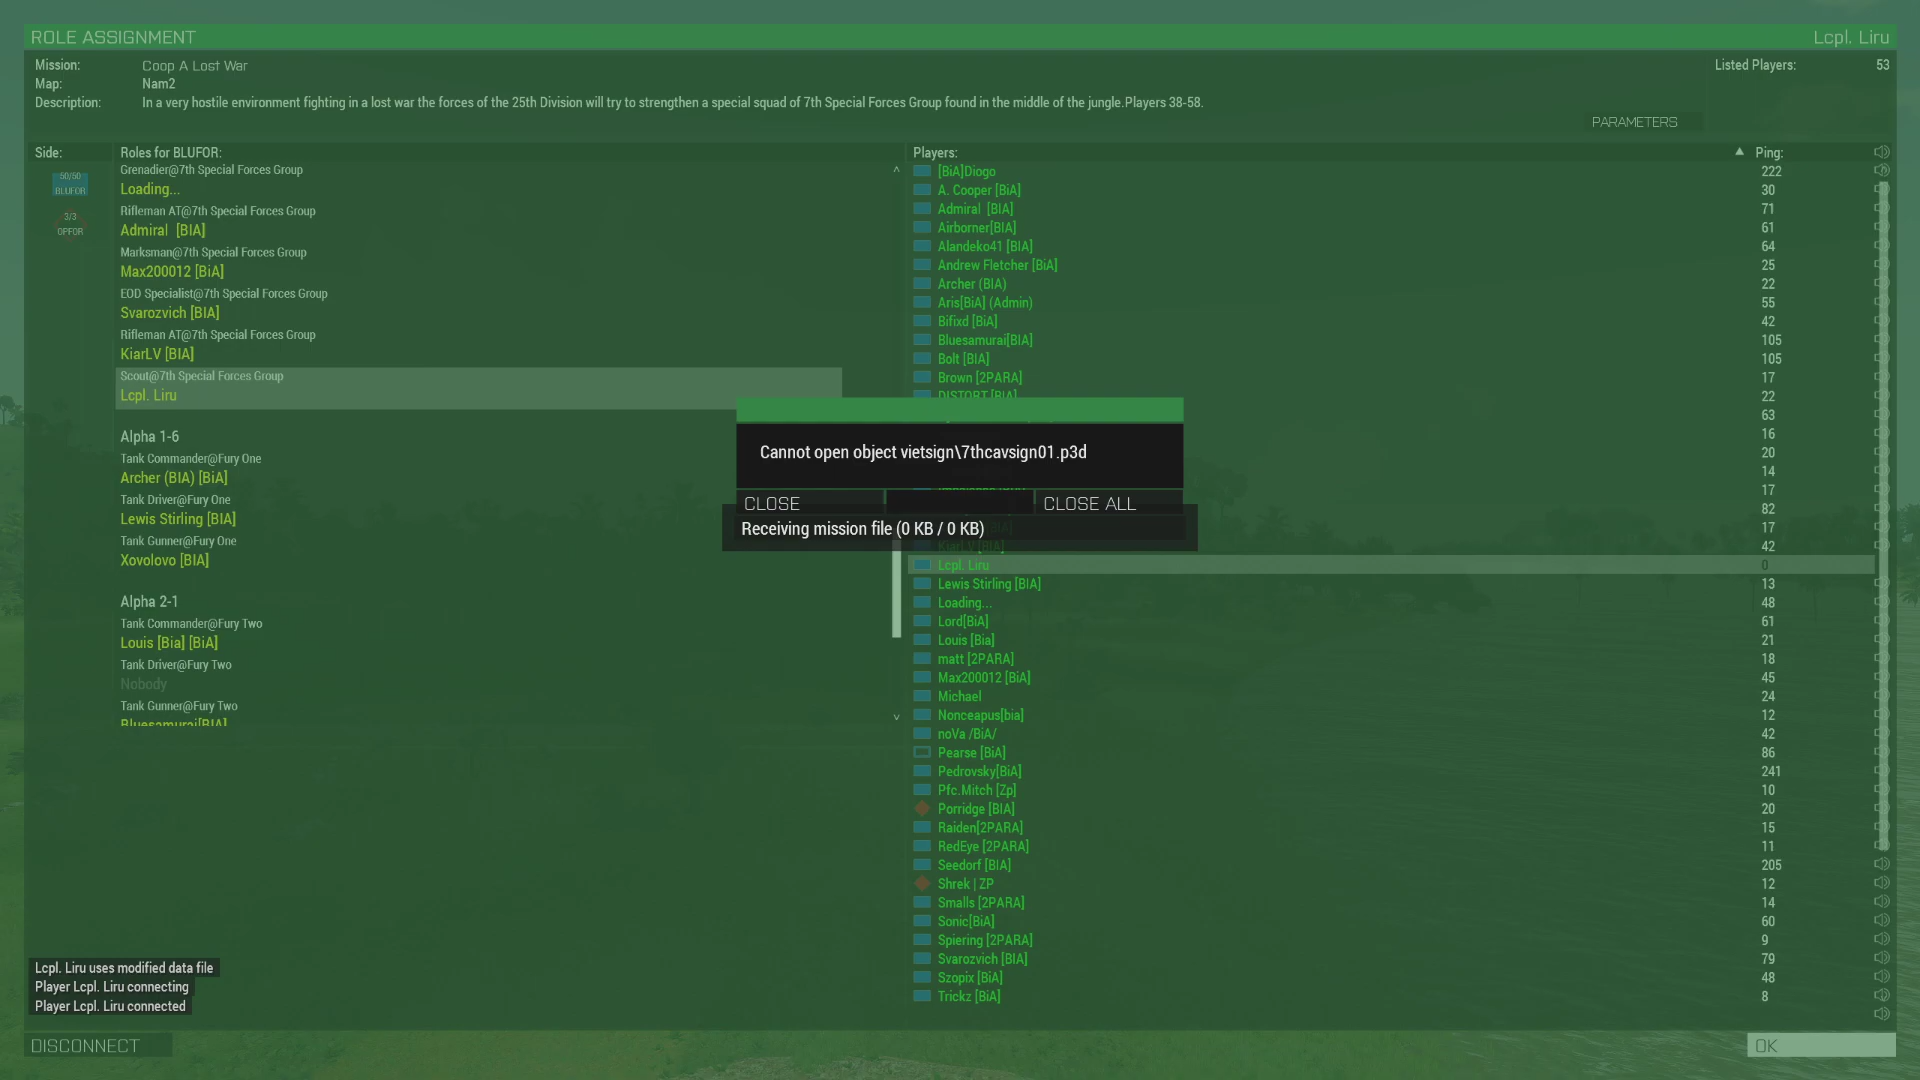 ROLE ASSIGNMENT
Lcpl. Liru
Mission: Coop A Lost War
Listed Players: 53
Map: Nam2
Description: In a very hostile environment fighting in a lost war the forces of the 25th Division will try to strengthen a special squad of 7th Special Forces Group found in the middle of the jungle.Players 38-58.
PARAMETERS
Side:
50/50
BLUFOR
3/3
OPFOR
Roles for BLUFOR:
Grenadier@7th Special Forces Group
Loading...
Rifleman AT@7th Special Forces Group
Admiral [BIA]
Marksman@7th Special Forces Group
Max200012 [BiA]
EOD Specialist@7th Special Forces Group
Svarozvich [BIA]
Rifleman AT@7th Special Forces Group
KiarLV [BIA]
Scout@7th Special Forces Group
Lcpl. Liru
Alpha 1-6
Tank Commander@Fury One
Archer (BIA) [BiA]
Tank Driver@Fury One
Lewis Stirling [BIA]
Tank Gunner@Fury One
Xovolovo [BIA]
Alpha 2-1
Tank Commander@Fury Two
Louis [Bia] [BiA]
Tank Driver@Fury Two
Nobody
Tank Gunner@Fury Two
Bluesamurai[BIA]
Players: Ping:
[BiA]Diogo 222
A. Cooper [BiA] 30
Admiral [BIA] 71
Airborner[BIA] 61
Alandeko41 [BIA] 64
Andrew Fletcher [BiA] 25
Archer (BIA) 22
Aris[BiA] (Admin) 55
Bifixd [BiA] 42
Bluesamurai[BIA] 105
Bolt [BIA] 105
Brown [2PARA] 17
DISTORT [BIA] 22
63
16
20
14
17
82
17
KiarLV [BIA] 42
Lcpl. Liru 0
Lewis Stirling [BIA] 13
Loading... 48
Lord[BiA] 61
Louis [Bia] 21
matt [2PARA] 18
Max200012 [BiA] 45
Michael 24
Nonceapus[bia] 12
noVa /BiA/ 42
Pearse [BiA] 86
Pedrovsky[BiA] 241
Pfc.Mitch [Zp] 10
Porridge [BIA] 20
Raiden[2PARA] 15
RedEye [2PARA] 11
Seedorf [BIA] 205
Shrek | ZP 12
Smalls [2PARA] 14
Sonic[BiA] 60
Spiering [2PARA] 9
Svarozvich [BIA] 79
Szopix [BiA] 48
Trickz [BiA] 8
Cannot open object vietsign\7thcavsign01.p3d
CLOSE
CLOSE ALL
Receiving mission file (0 KB / 0 KB)
Lcpl. Liru uses modified data file
Player Lcpl. Liru connecting
Player Lcpl. Liru connected
DISCONNECT
OK